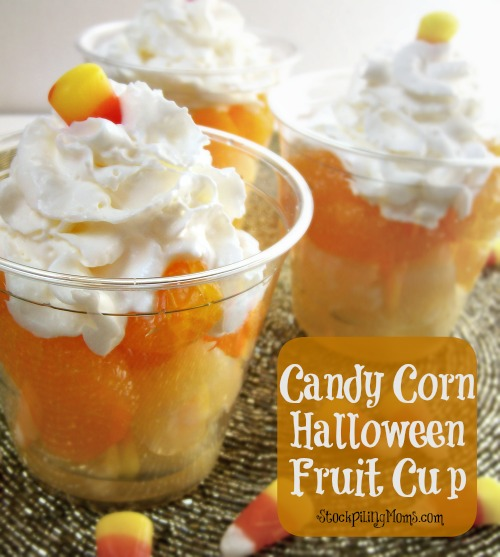 Candy Corn
Halloween
Fruit Cup
StockpilingMoms.com